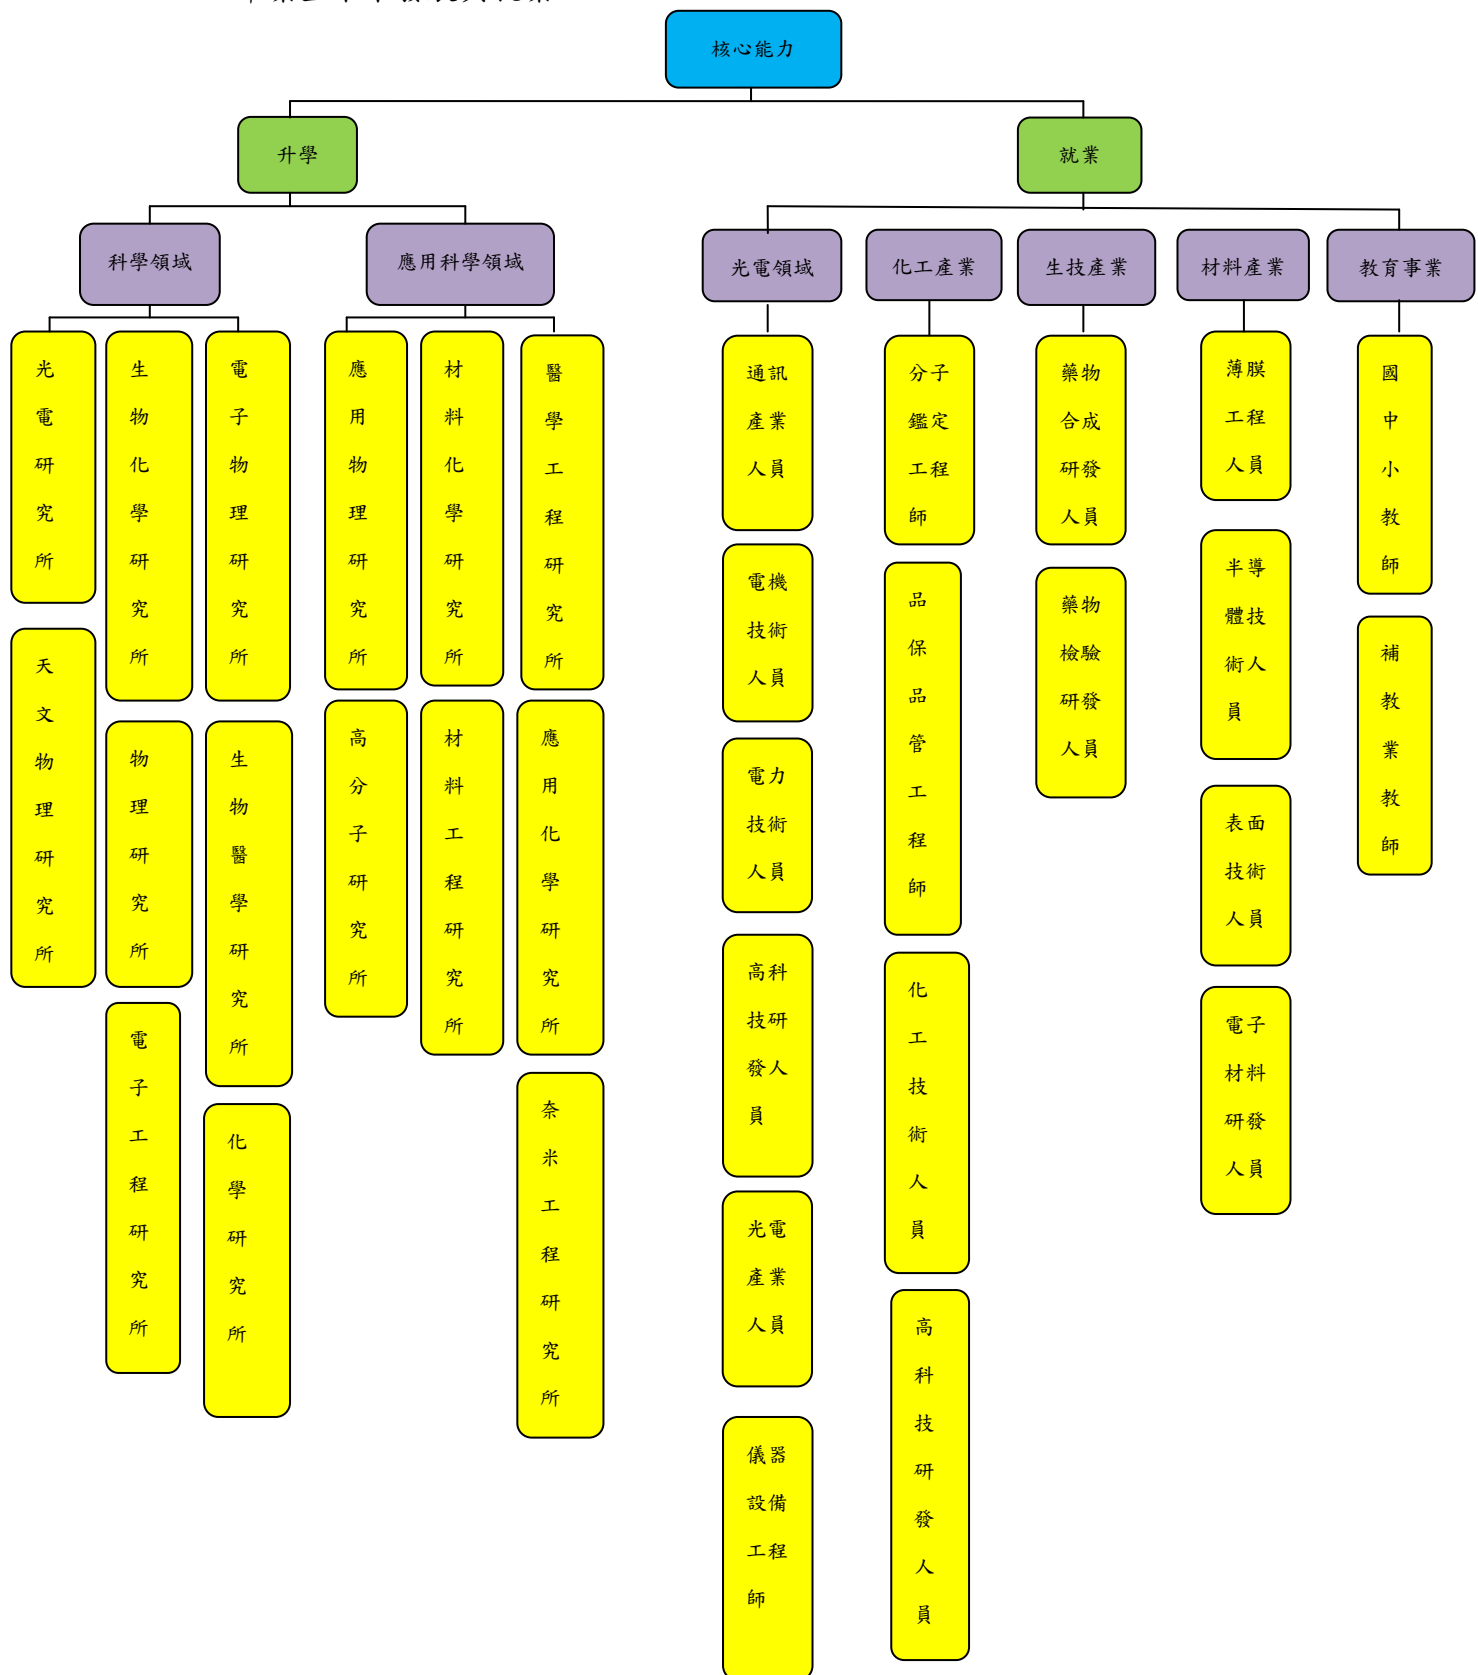 核心能力
升學
就業
科學領域
應用科學領域
光電領域
化工產業
生技產業
材料產業
教育事業
光電研究所
天文物理研究所
生物化學研究所
物理研究所
電子工程研究所
電子物理研究所
生物醫學研究所
化學研究所
應用物理研究所
高分子研究所
材料化學研究所
材料工程研究所
醫學工程研究所
應用化學研究所
奈米工程研究所
通訊
產業
人員
電機
技術
人員
電力
技術
人員
高科
技研
發人
員
光電
產業
人員
儀器
設備
工程
師
分子
鑑定
工程
師
品保品管工程師
化工技術人員
高科技研發人員
藥物
合成
研發
人員
藥物
檢驗
研發
人員
薄膜
工程
人員
半導
體技
術人
員
表面
技術
人員
電子
材料
研發
人員
國中小教師
補教業教師